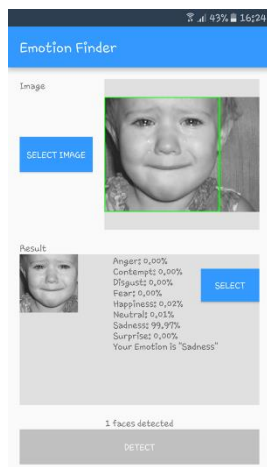 43% 16:24
Emotion Finder
Image
SELECT IMAGE
Result
Anger: 0,00%
Contempt: 0,00%
Disgust: 0,00%
Fear: 0,00%
Happiness: 0,02%
Neutral: 0,01%
Sadness: 99,97%
Surprise: 0,00%
Your Emotion is "Sadness"
SELECT
1 faces detected
DETECT